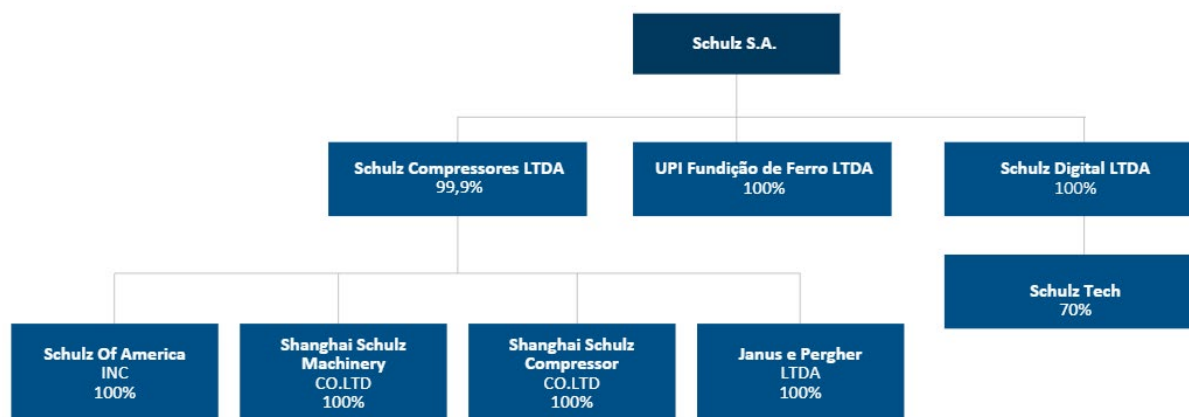 Schulz S.A.
Schulz Compressores LTDA
99,9%
UPI Fundição de Ferro LTDA
100%
Schulz Digital LTDA
100%
Schulz Tech
70%
Schulz Of America
INC
100%
Shanghai Schulz
Machinery
CO.LTD
100%
Shanghai Schulz
Compressor
CO.LTD
100%
Janus e Pergher
LTDA
100%